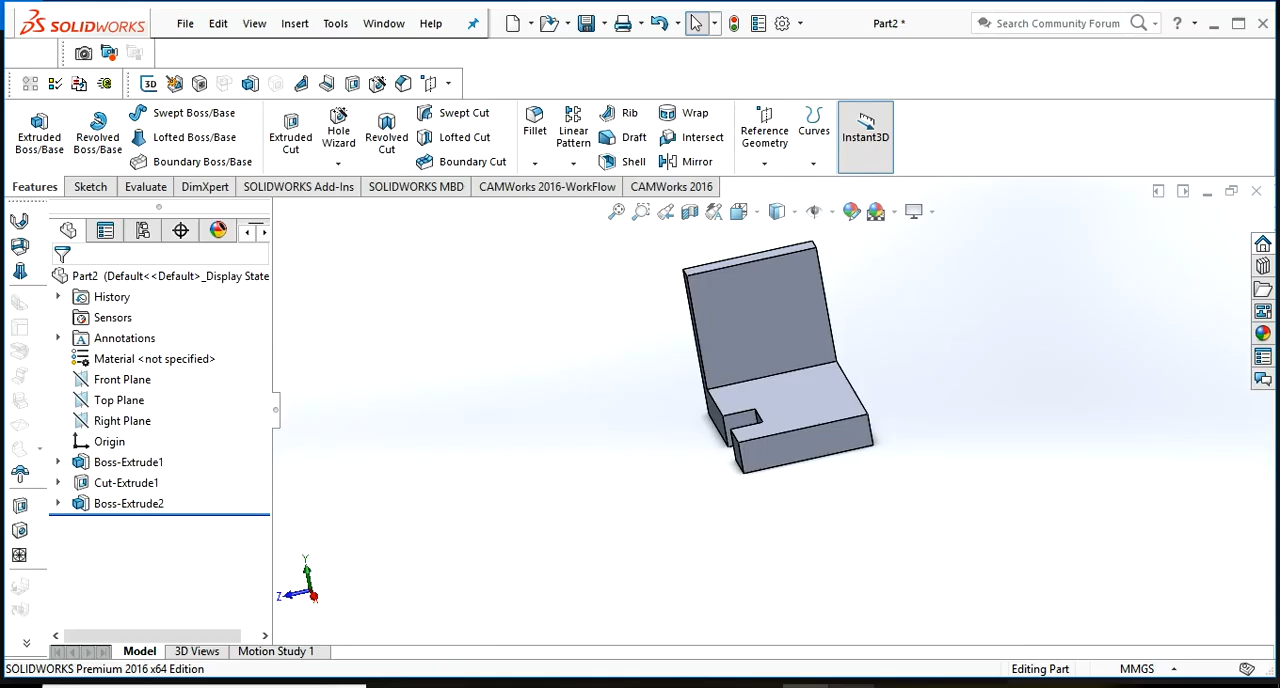 SOLIDWORKS File Edit View Insert Tools Window Help Part2 * Search Community Forum ?
3D
Extruded Boss/Base
Revolved Boss/Base
Swept Boss/Base
Lofted Boss/Base
Boundary Boss/Base
Extruded Cut
Hole Wizard
Revolved Cut
Swept Cut
Lofted Cut
Boundary Cut
Fillet
Linear Pattern
Rib
Draft
Shell
Wrap
Intersect
Mirror
Reference Geometry
Curves
Instant3D
Features Sketch Evaluate DimXpert SOLIDWORKS Add-Ins SOLIDWORKS MBD CAMWorks 2016-WorkFlow CAMWorks 2016
Part2 (Default<<Default>_Display State
History
Sensors
A Annotations
Material <not specified>
Front Plane
Top Plane
Right Plane
Origin
Boss-Extrude1
Cut-Extrude1
Boss-Extrude2
Y
Z
X
Model 3D Views Motion Study 1
SOLIDWORKS Premium 2016 x64 Edition Editing Part MMGS